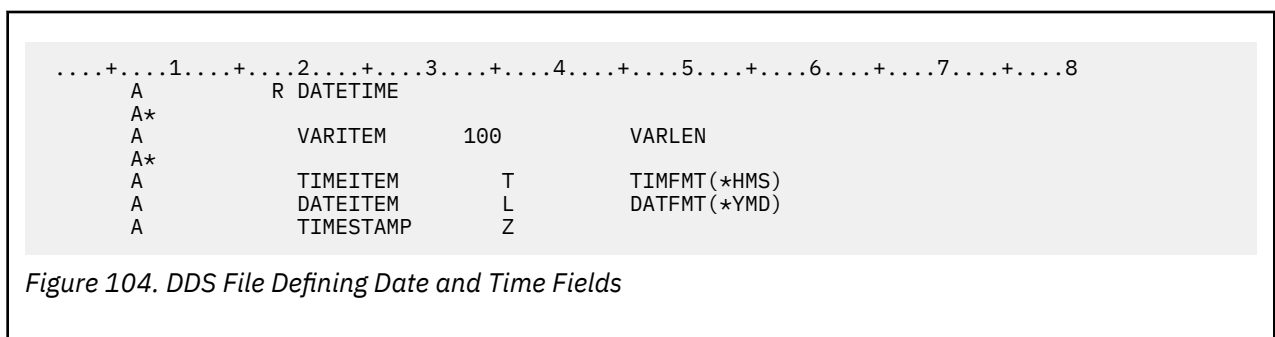 ....+....1....+....2....+....3....+....4....+....5....+....6....+....7....+....8
      A          R DATETIME
      A*
      A            VARITEM      100         VARLEN
      A*
      A            TIMEITEM        T        TIMFMT(*HMS)
      A            DATEITEM        L        DATFMT(*YMD)
      A            TIMESTAMP       Z
Figure 104. DDS File Defining Date and Time Fields